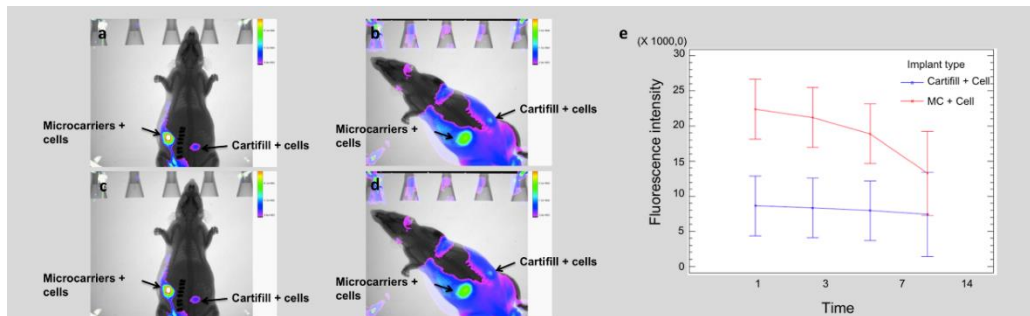 a
Microcarriers +
cells
Cartifill + cells
b
Cartifill + cells
Microcarriers +
cells
c
Microcarriers +
cells
Cartifill + cells
d
Cartifill + cells
Microcarriers +
cells
e
(X 1000,0)
Implant type
Cartifill + Cell
MC + Cell
Fluorescence intensity
30
25
20
15
10
5
0
1 3 7 14
Time